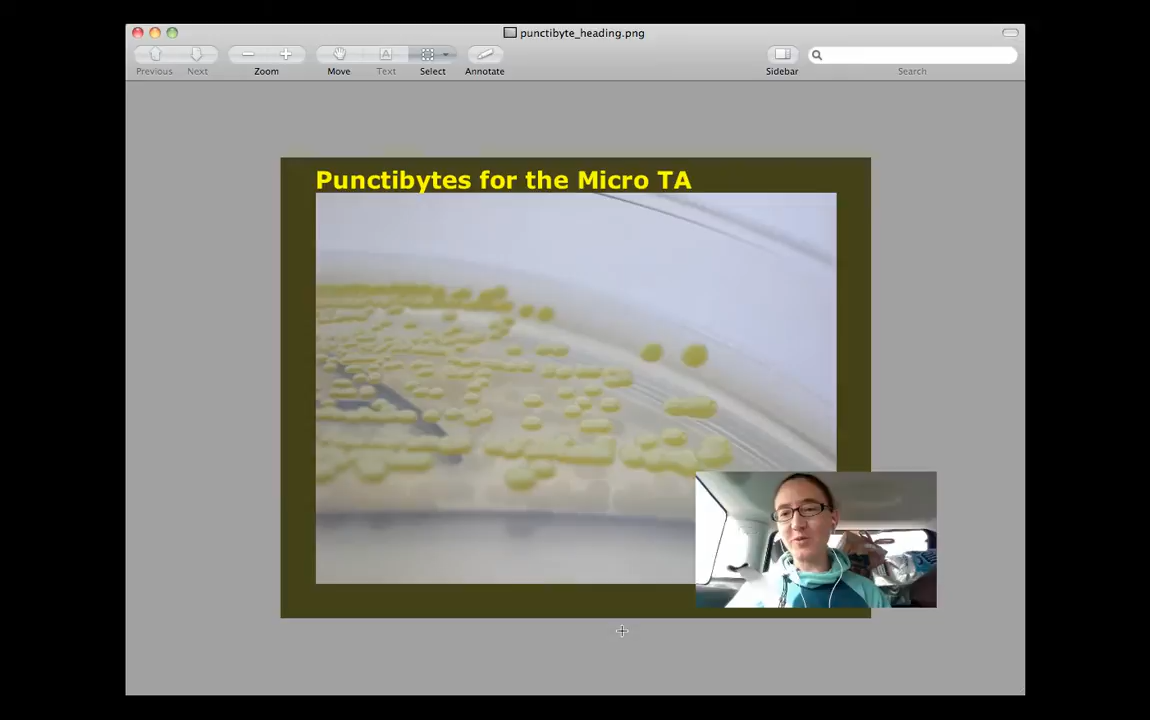 punctibyte_heading.png
Previous Next Zoom Move Text Select Annotate Sidebar Search
Punctibytes for the Micro TA